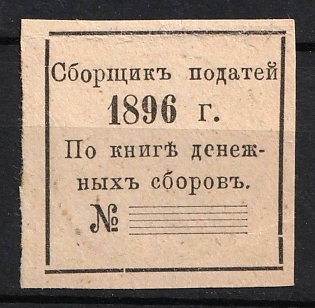 Сборщикъ податей
1896 г.
По книгѣ денеж-
ныхъ сборовъ.
№